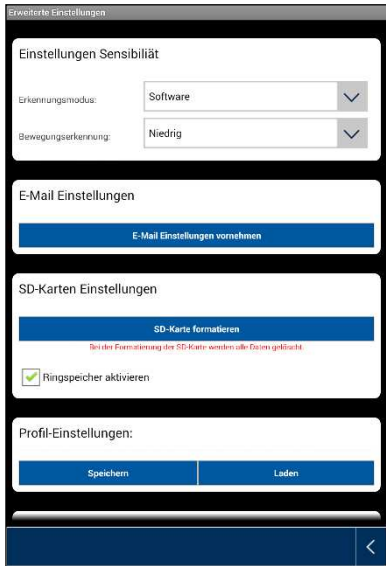 Erweiterte Einstellungen
Einstellungen Sensibiliät
Erkennungsmodus: Software
Bewegungserkennung: Niedrig
E-Mail Einstellungen
E-Mail Einstellungen vornehmen
SD-Karten Einstellungen
SD-Karte formatieren
Bei der Formatierung der SD-Karte werden alle Daten gelöscht.
Ringspeicher aktivieren
Profil-Einstellungen:
Speichern Laden